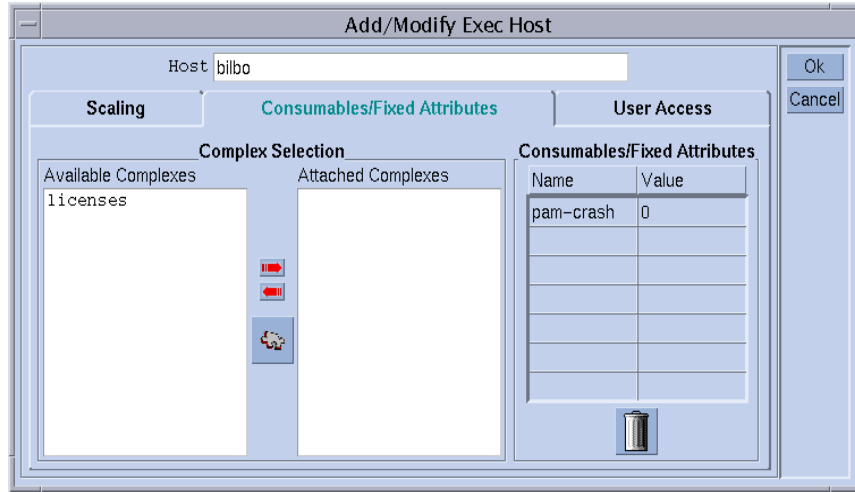 Add/Modify Exec Host
Host bilbo
Ok
Cancel
Scaling
Consumables/Fixed Attributes
User Access
Complex Selection
Available Complexes
Attached Complexes
licenses
Consumables/Fixed Attributes
Name Value
pam-crash 0